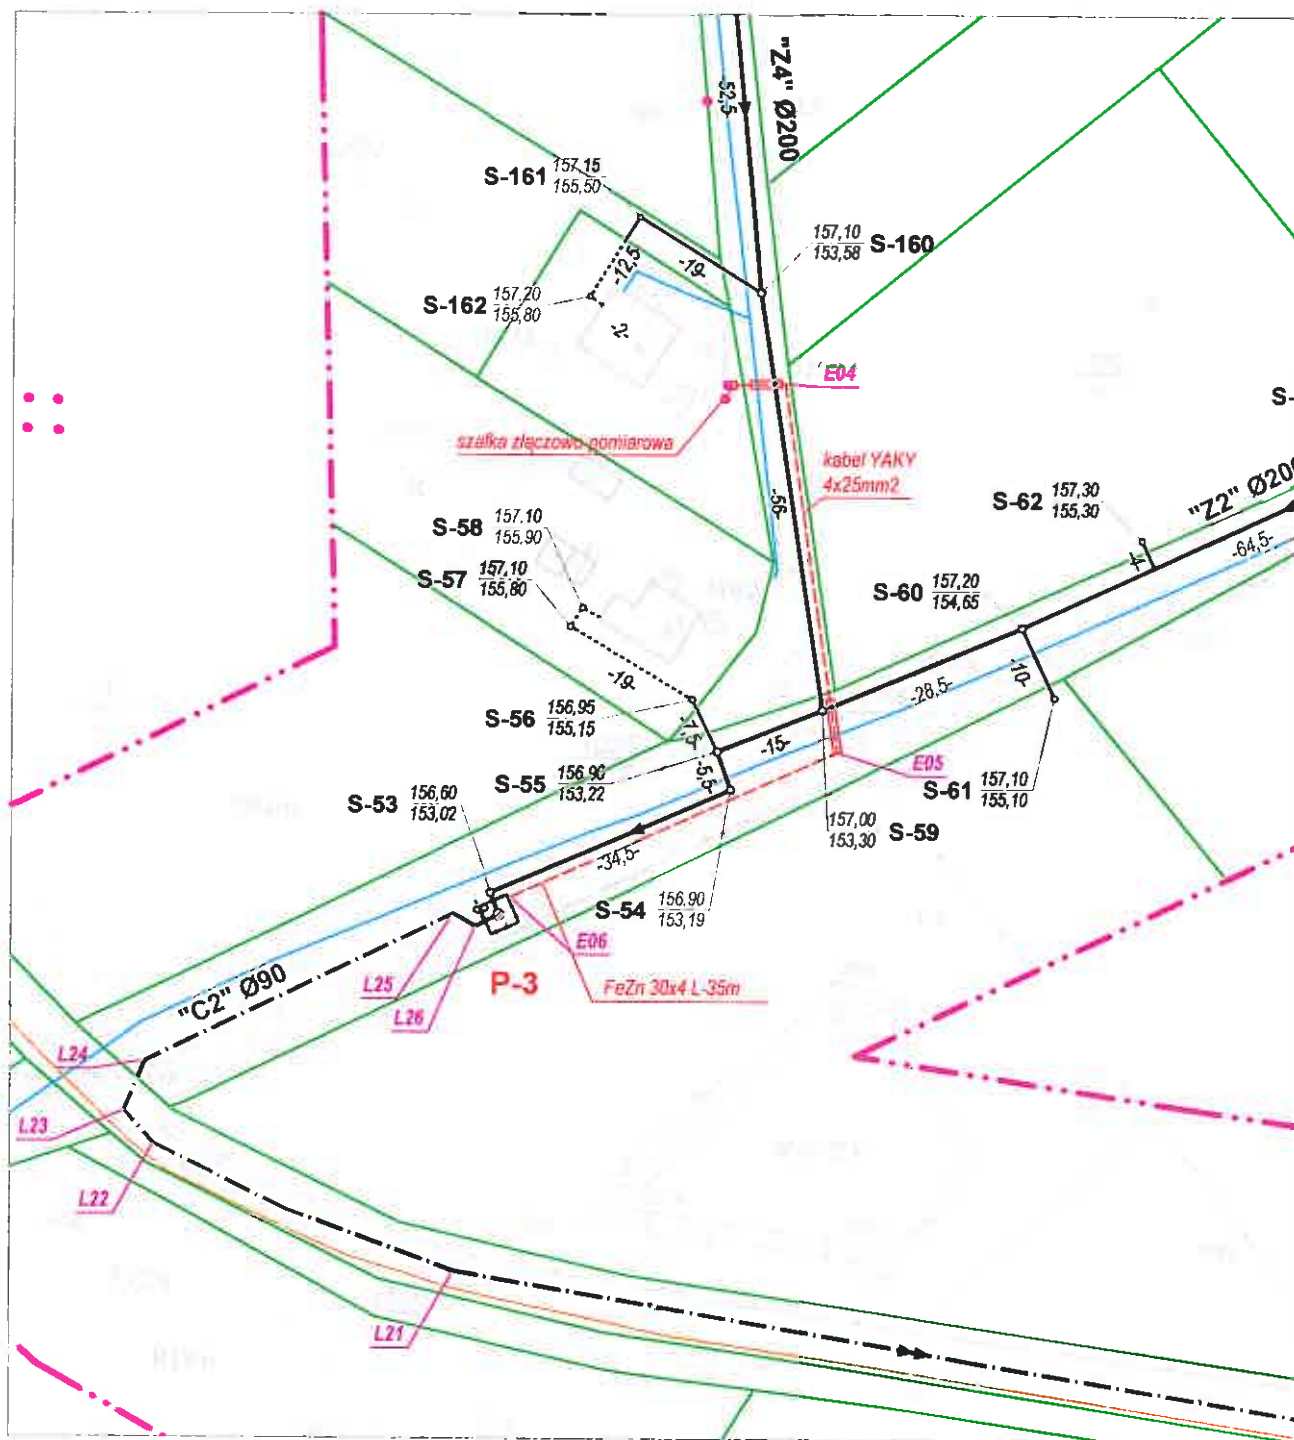 "Z4" Ø200
-52,5-
S-161 157,15
155,50
157,10 S-160
153,58
-19-
-12,5-
S-162 157,20
155,80
-2-
E04
szafka złączowo-pomiarowa
kabel YAKY
4x25mm2
-56-
S-
"Z2" Ø200
S-62 157,30
155,30
-64,5-
-4-
S-58 157,10
155,90
S-57 157,10
155,80
S-60 157,20
154,65
-19-
-10-
-28,5-
S-56 156,95
155,15
-7,5-
-15-
S-55 156,90
153,22
-5,5-
E05
S-61 157,10
155,10
S-53 156,60
153,02
157,00 S-59
153,30
-34,5-
S-54 156,90
153,19
E06
P-3
FeZn 30x4 L-35m
L25
L26
"C2" Ø90
L24
L23
L22
L21